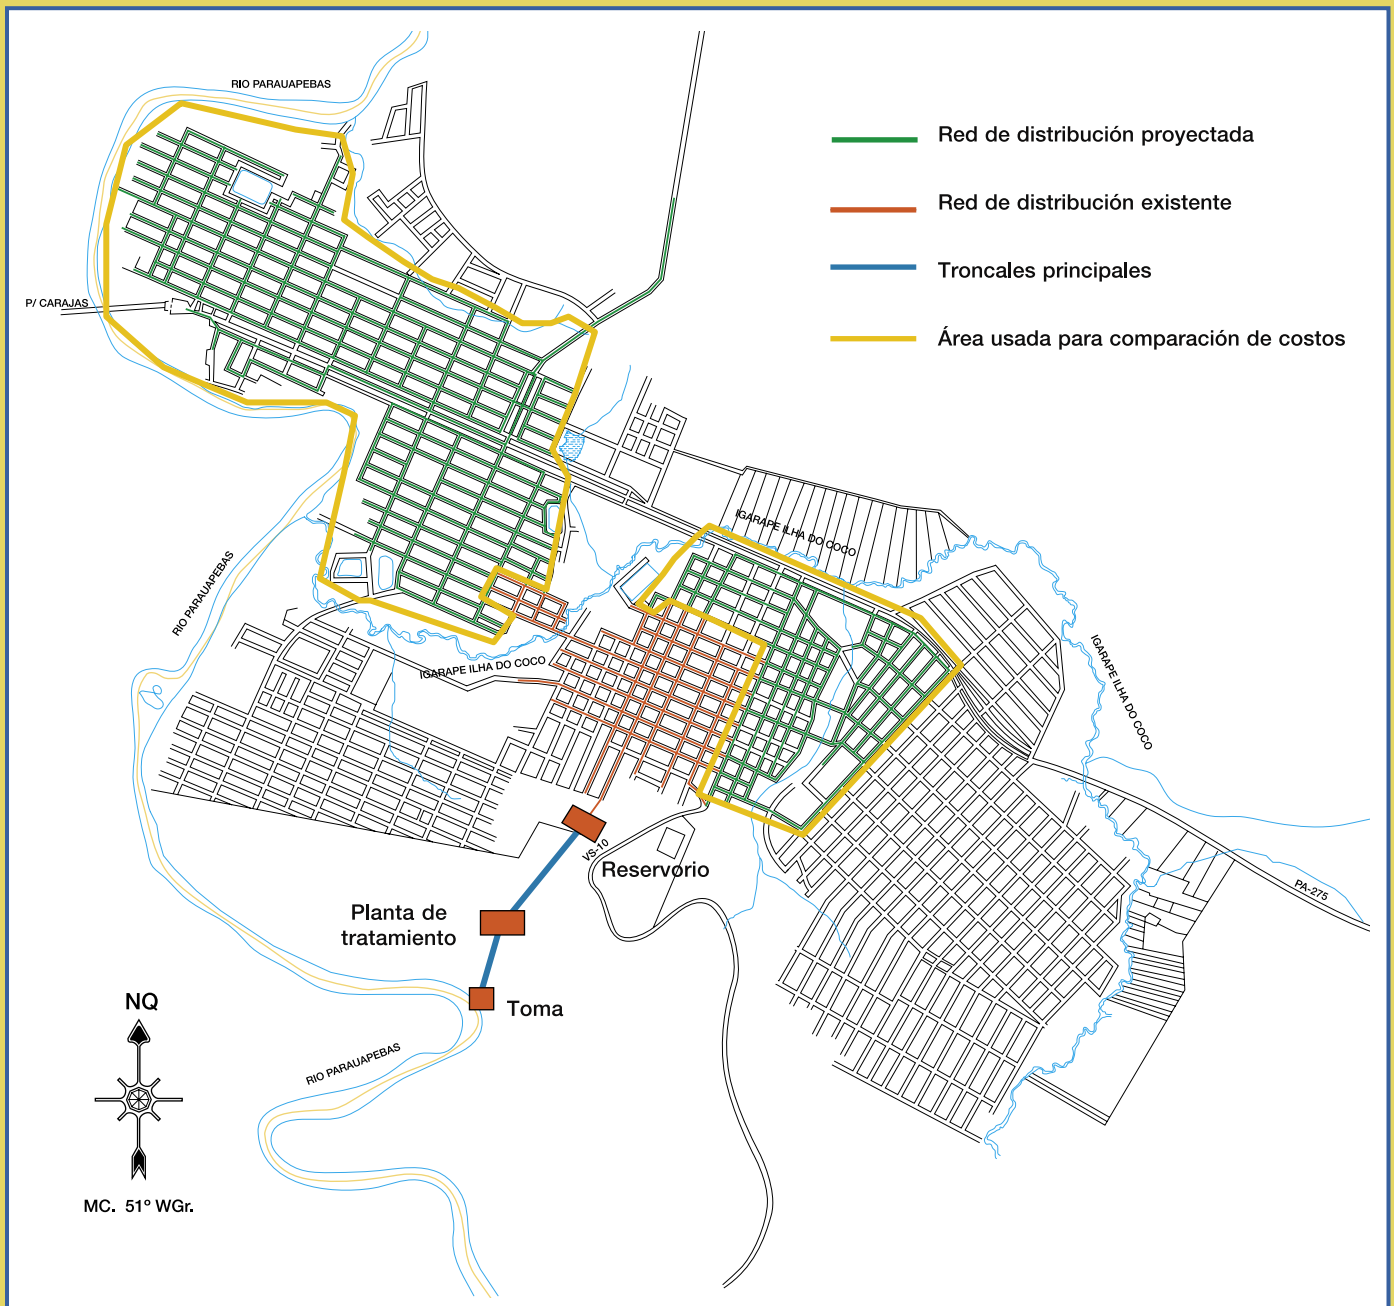 RIO PARAUAPEBAS
Red de distribución proyectada
Red de distribución existente
Troncales principales
Área usada para comparación de costos
P/ CARAJAS
IGARAPE ILHA DO COCO
RIO PARAUAPEBAS
IGARAPE ILHA DO COCO
IGARAPE ILHA DO COCO
VS-10
Reservorio
PA-275
Planta de
tratamiento
Toma
NQ
RIO PARAUAPEBAS
MC. 51º WGr.